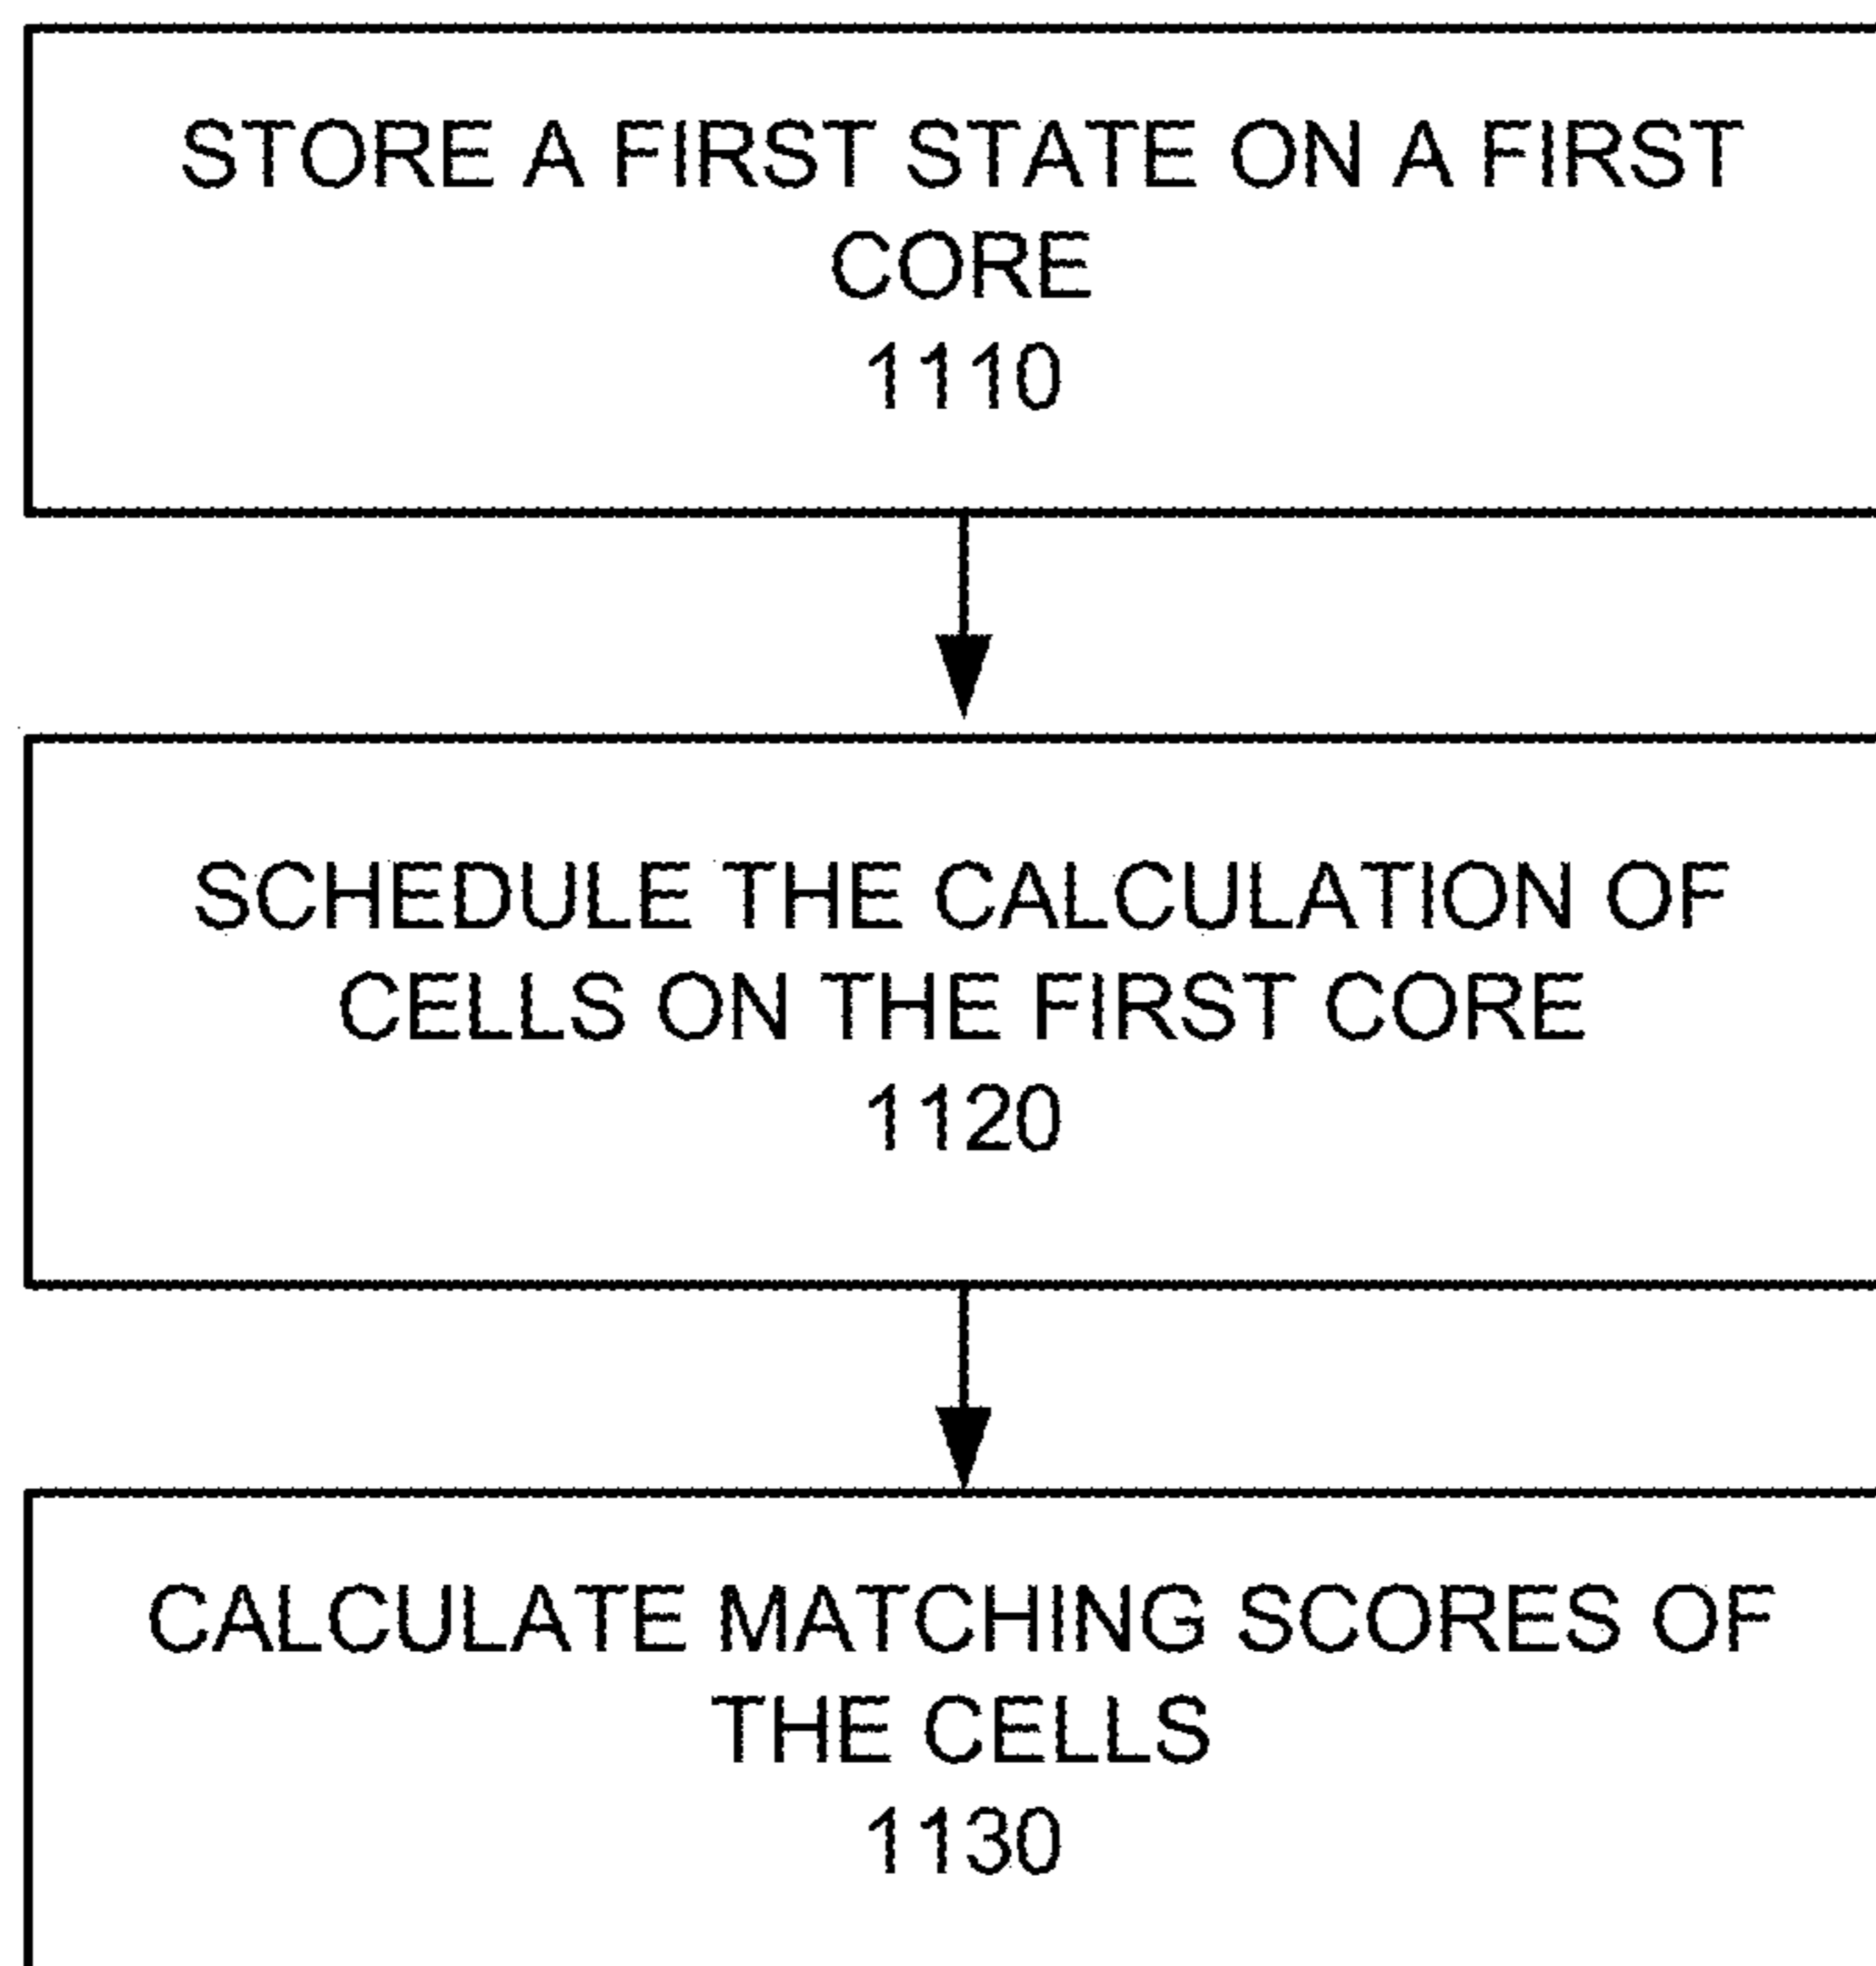 STORE A FIRST STATE ON A FIRST
CORE
1110
SCHEDULE THE CALCULATION OF
CELLS ON THE FIRST CORE
1120
CALCULATE MATCHING SCORES OF
THE CELLS
1130